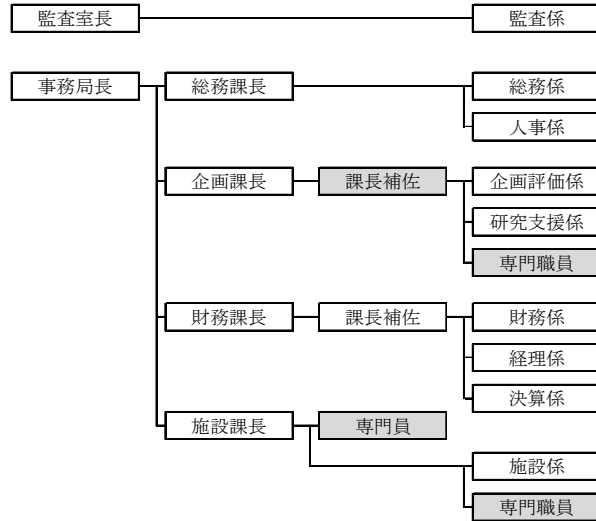 監査室長 監査係
事務局長 総務課長 総務係
人事係
企画課長 課長補佐 企画評価係
研究支援係
専門職員
財務課長 課長補佐 財務係
経理係
決算係
施設課長 専門員
施設係
専門職員